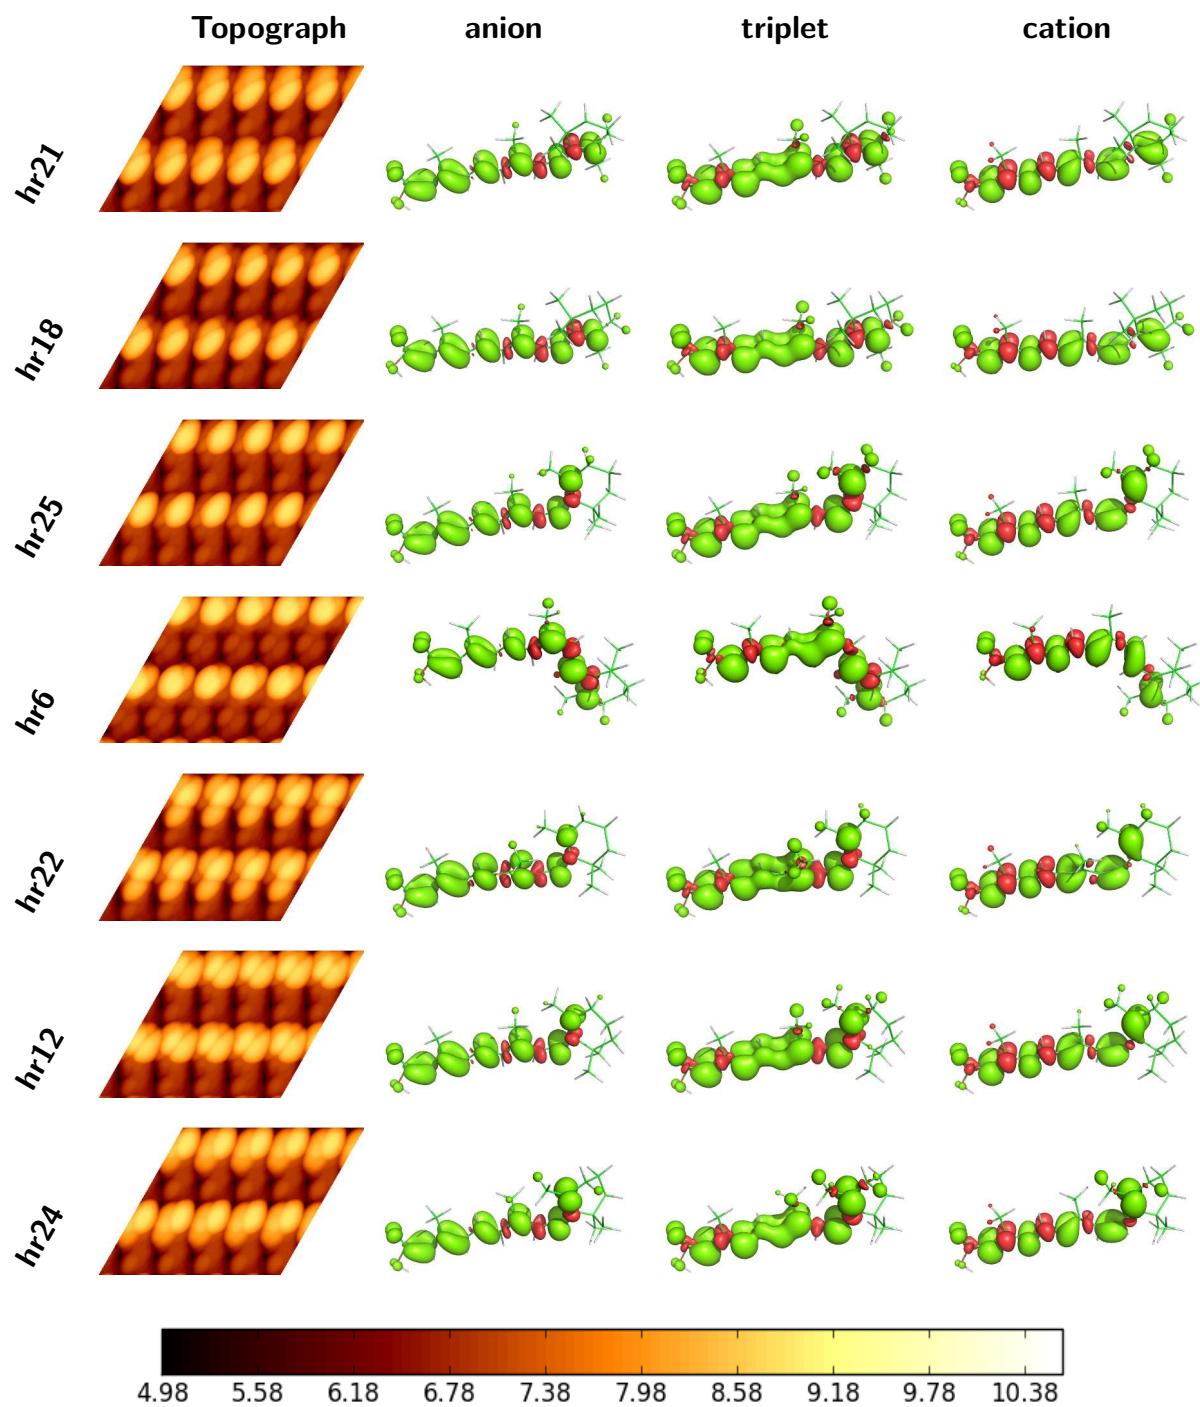 Topograph anion triplet cation
hr21
hr18
hr25
hr6
hr22
hr12
hr24
4.98 5.58 6.18 6.78 7.38 7.98 8.58 9.18 9.78 10.38